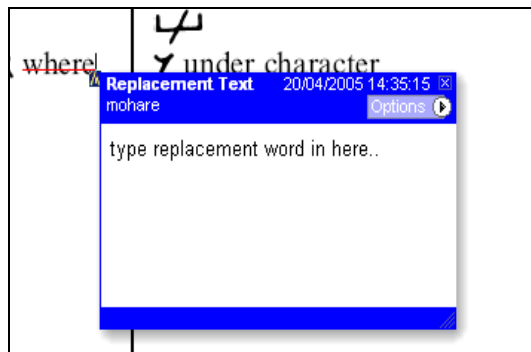 where under character
Replacement Text 20/04/2005 14:35:15
mohare Options
type replacement word in here..